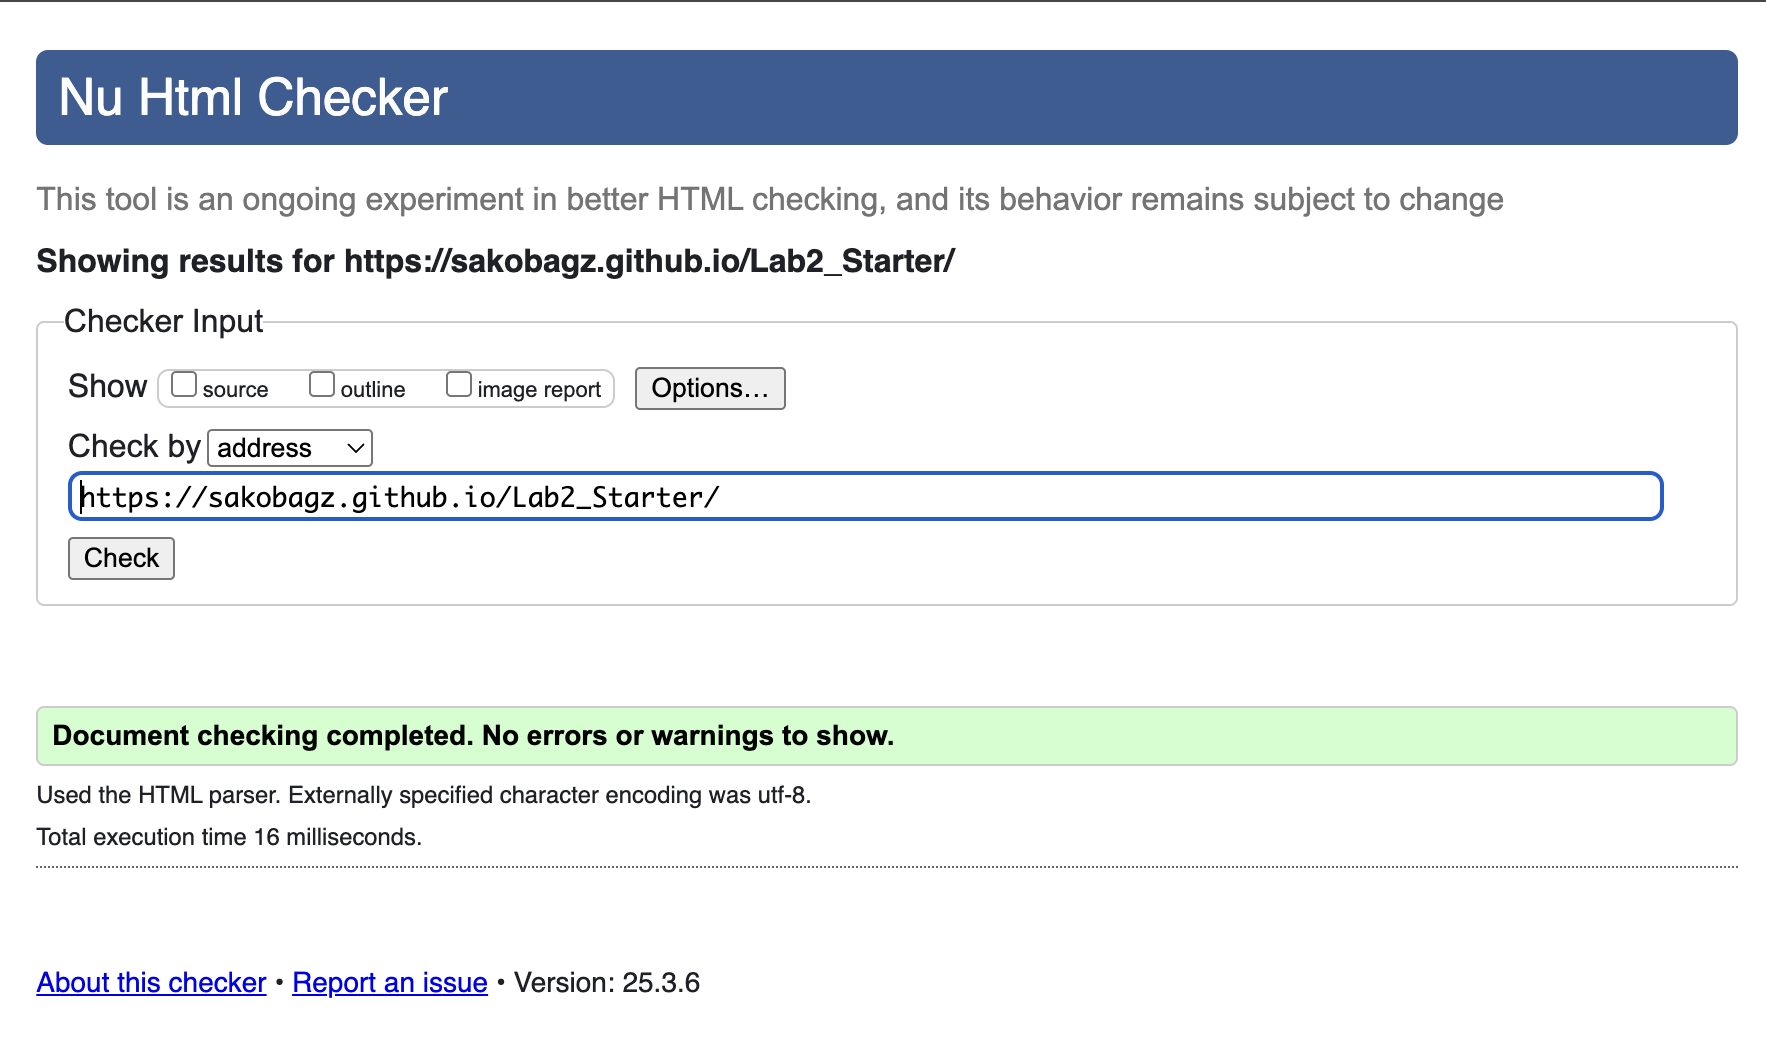 Nu Html Checker
This tool is an ongoing experiment in better HTML checking, and its behavior remains subject to change
Showing results for https://sakobagz.github.io/Lab2_Starter/
Checker Input
Show source outline image report Options…
Check by address
https://sakobagz.github.io/Lab2_Starter/
Check
Document checking completed. No errors or warnings to show.
Used the HTML parser. Externally specified character encoding was utf-8.
Total execution time 16 milliseconds.
About this checker • Report an issue • Version: 25.3.6